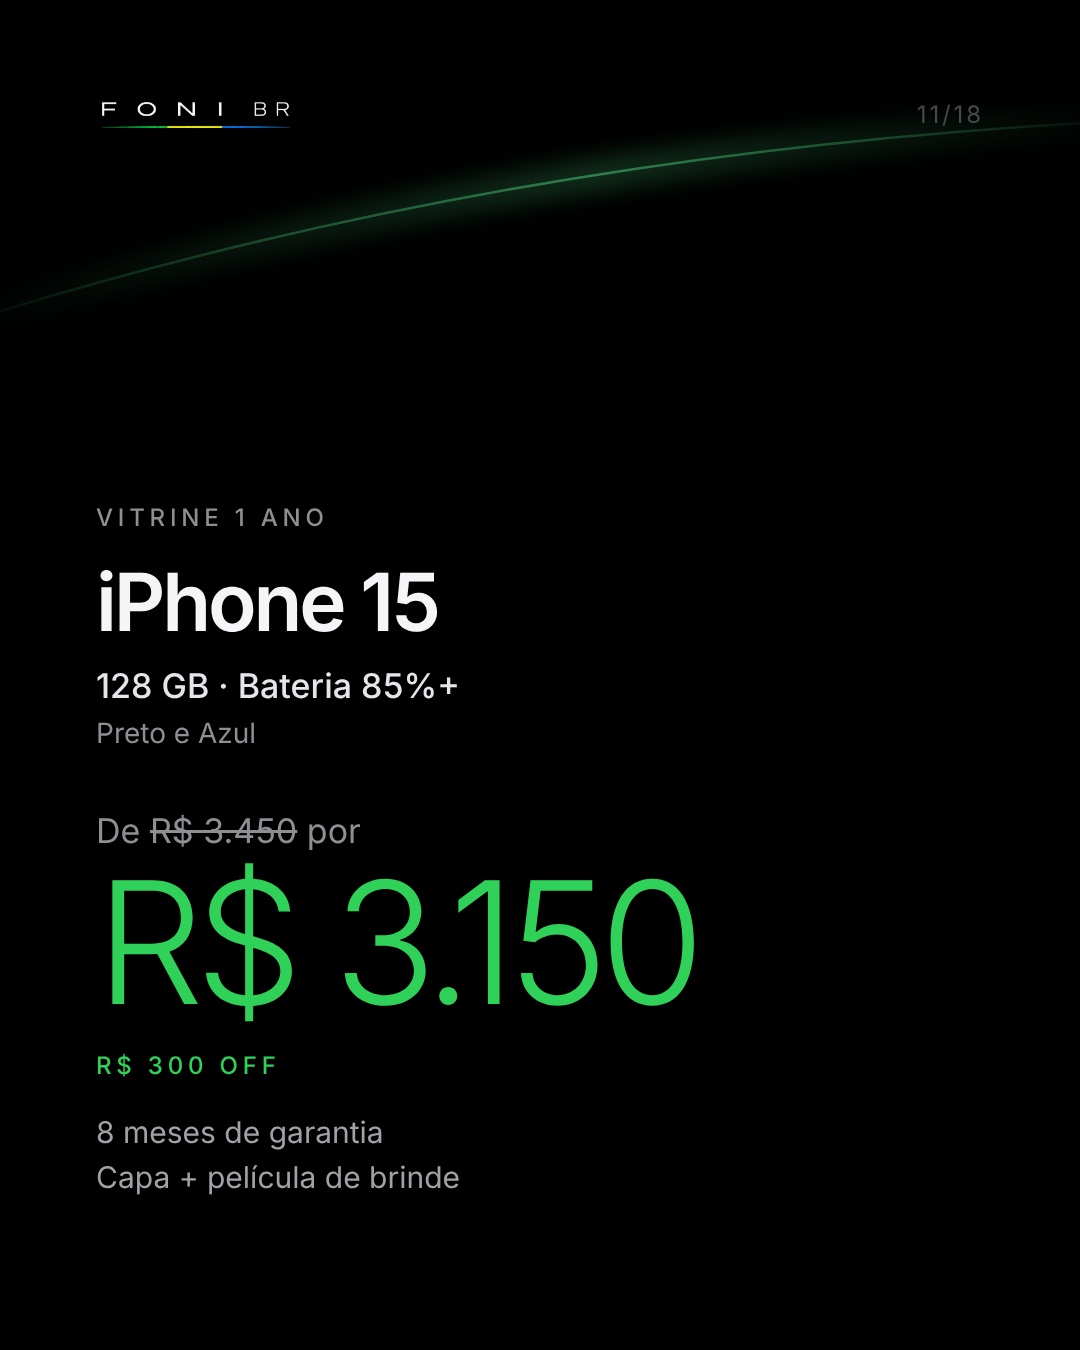 FONI BR
11/18
VITRINE 1 ANO
iPhone 15
128 GB · Bateria 85%+
Preto e Azul
De R$ 3.450 por
R$ 3.150
R$ 300 OFF
8 meses de garantia
Capa + película de brinde